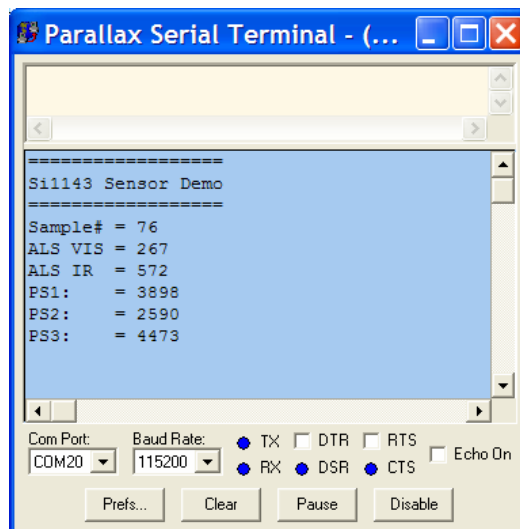 Parallax Serial Terminal - (...
===================
Si1143 Sensor Demo
===================
Sample# = 76
ALS VIS = 267
ALS IR  = 572
PS1:    = 3898
PS2:    = 2590
PS3:    = 4473
Com Port: Baud Rate: TX DTR RTS Echo On
COM20 115200 RX DSR CTS
Prefs... Clear Pause Disable